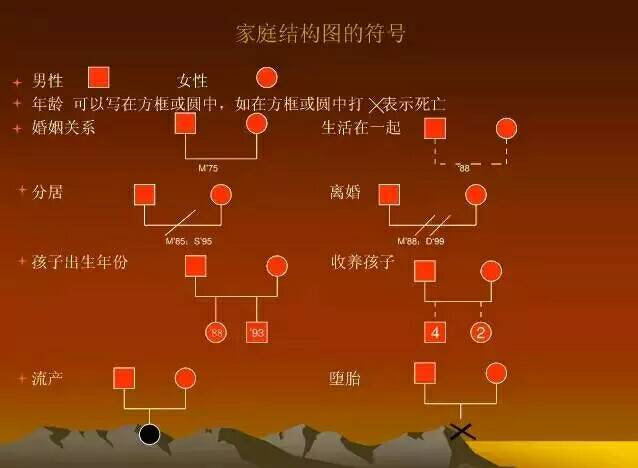 家庭结构图的符号
男性 女性
年龄 可以写在方框或圆中，如在方框或圆中打╳表示死亡
婚姻关系 生活在一起
M'75 '88
分居 离婚
M'85；S'95 M'88；D'99
孩子出生年份 收养孩子
'88 '93 4 2
流产 堕胎